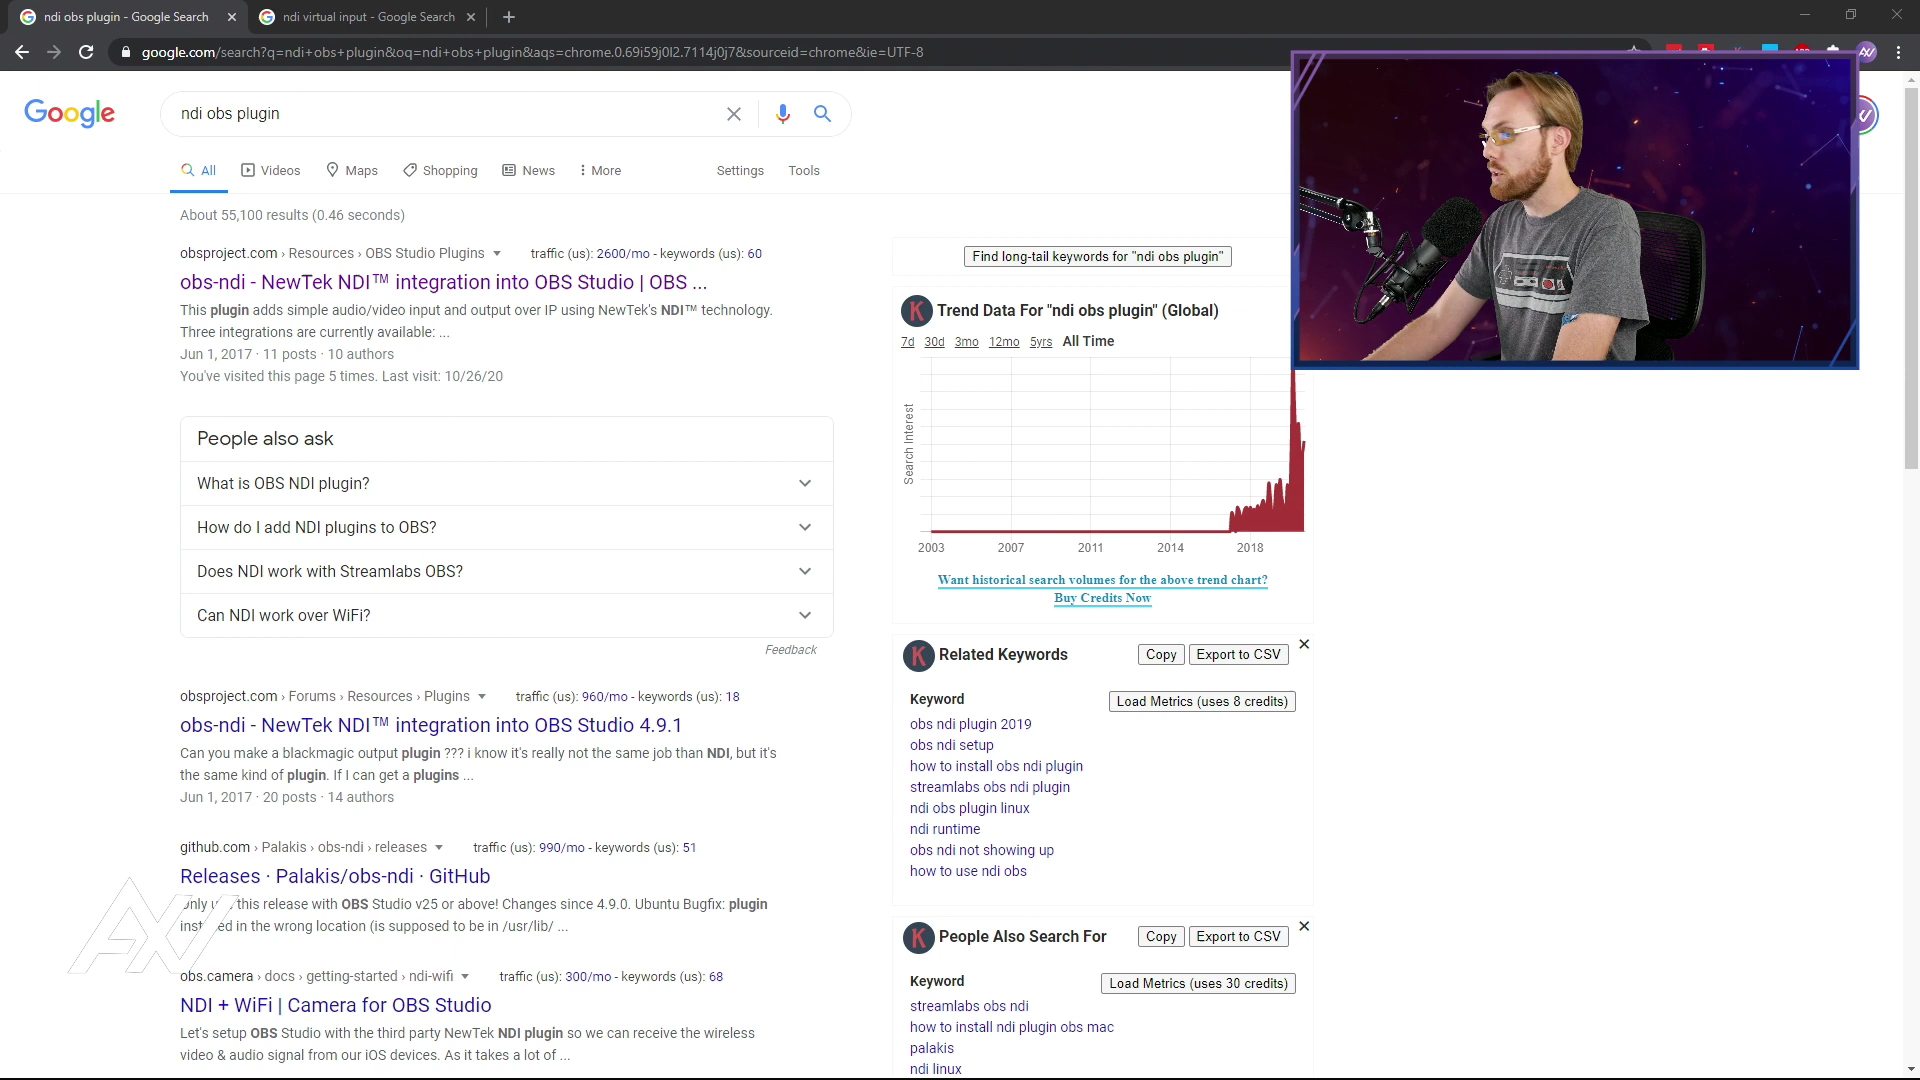 ndi obs plugin - Google Search
ndi virtual input - Google Search
google.com/search?q=ndi+obs+plugin&oq=ndi+obs+plugin&aqs=chrome.0.69i59j0l2.7114j0j7&sourceid=chrome&ie=UTF-8
Google
ndi obs plugin
All
Videos
Maps
Shopping
News
More
Settings
Tools
About 55,100 results (0.46 seconds)
obsproject.com › Resources › OBS Studio Plugins
traffic (us): 2600/mo - keywords (us): 60
obs-ndi - NewTek NDI™ integration into OBS Studio | OBS ...
This plugin adds simple audio/video input and output over IP using NewTek's NDI™ technology.
Three integrations are currently available: ...
Jun 1, 2017 · 11 posts · 10 authors
You've visited this page 5 times. Last visit: 10/26/20
People also ask
What is OBS NDI plugin?
How do I add NDI plugins to OBS?
Does NDI work with Streamlabs OBS?
Can NDI work over WiFi?
Feedback
obsproject.com › Forums › Resources › Plugins
traffic (us): 960/mo - keywords (us): 18
obs-ndi - NewTek NDI™ integration into OBS Studio 4.9.1
Can you make a blackmagic output plugin ??? i know it's really not the same job than NDI, but it's
the same kind of plugin. If I can get a plugins ...
Jun 1, 2017 · 20 posts · 14 authors
github.com › Palakis › obs-ndi › releases
traffic (us): 990/mo - keywords (us): 51
Releases · Palakis/obs-ndi · GitHub
this release with OBS Studio v25 or above! Changes since 4.9.0. Ubuntu Bugfix: plugin
in the wrong location (is supposed to be in /usr/lib/ ...
obs.camera › docs › getting-started › ndi-wifi
traffic (us): 300/mo - keywords (us): 68
NDI + WiFi | Camera for OBS Studio
Let's setup OBS Studio with the third party NewTek NDI plugin so we can receive the wireless
video & audio signal from our iOS devices. As it takes a lot of ...
Find long-tail keywords for "ndi obs plugin"
K
Trend Data For "ndi obs plugin" (Global)
7d 30d 3mo 12mo 5yrs All Time
Search Interest
2003 2007 2011 2014 2018
Want historical search volumes for the above trend chart?
Buy Credits Now
K
Related Keywords
Copy
Export to CSV
Keyword
Load Metrics (uses 8 credits)
obs ndi plugin 2019
obs ndi setup
how to install obs ndi plugin
streamlabs obs ndi plugin
ndi obs plugin linux
ndi runtime
obs ndi not showing up
how to use ndi obs
K
People Also Search For
Copy
Export to CSV
Keyword
Load Metrics (uses 30 credits)
streamlabs obs ndi
how to install ndi plugin obs mac
palakis
ndi linux